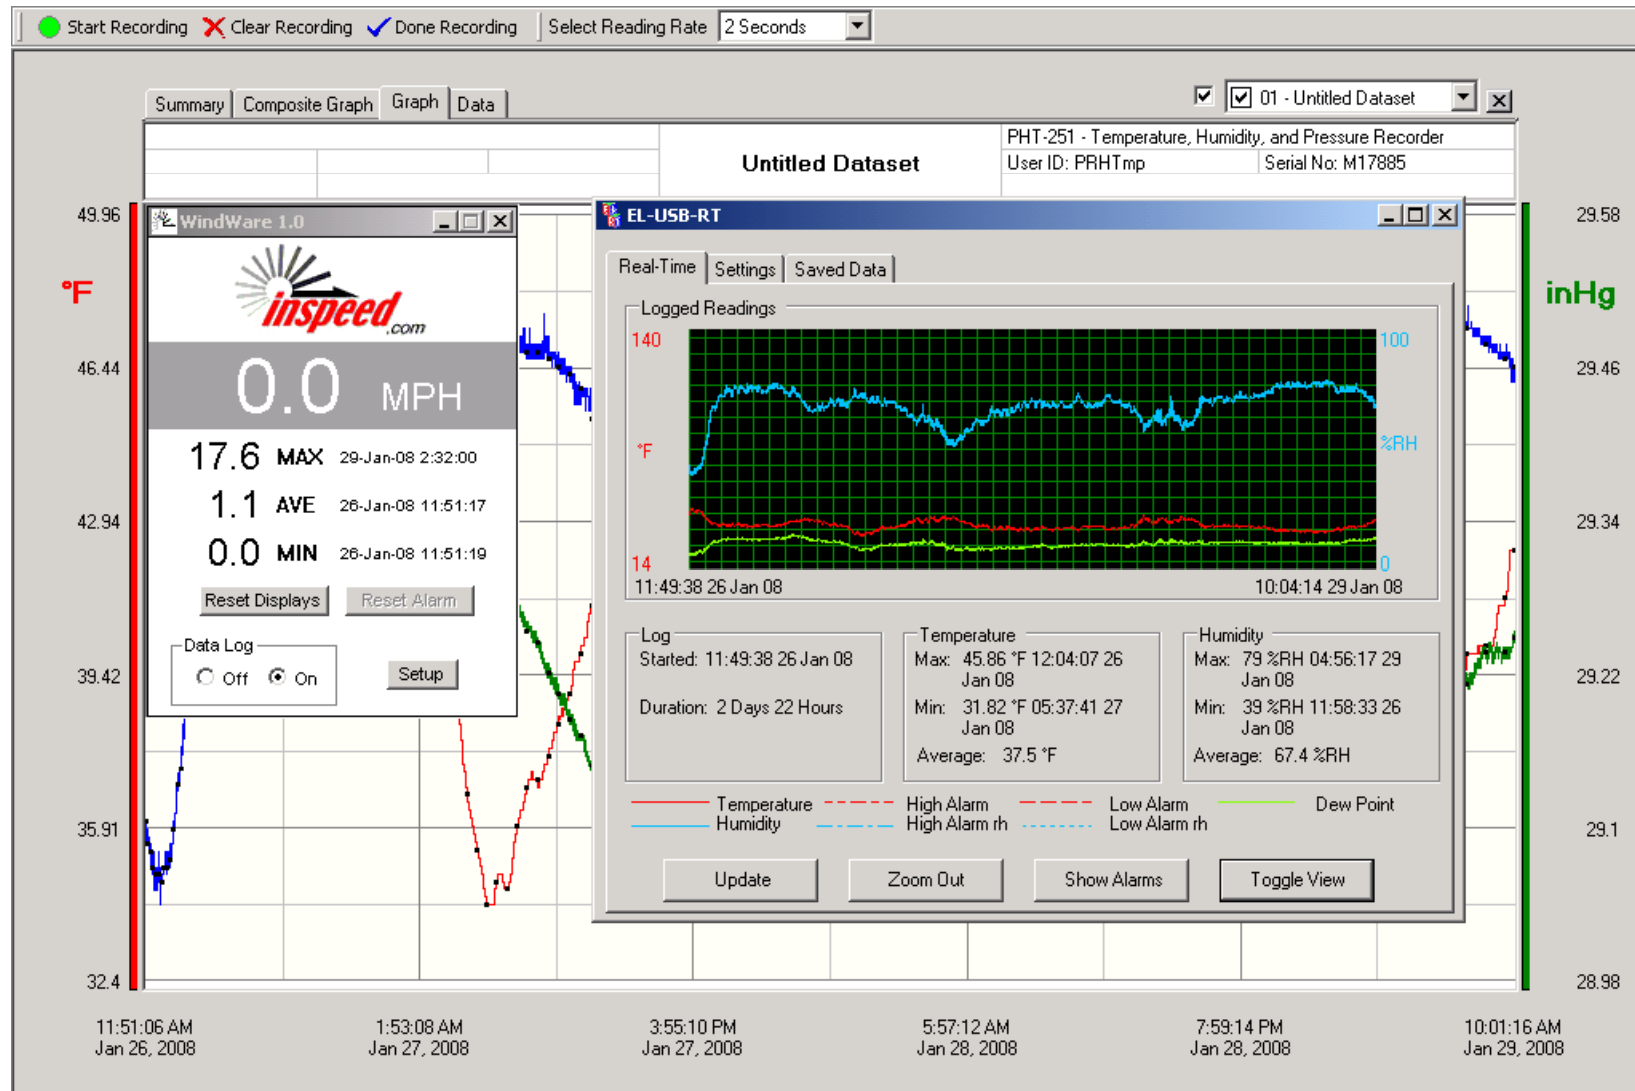 Start Recording Clear Recording Done Recording Select Reading Rate 2 Seconds
Summary Composite Graph Graph Data 01 - Untitled Dataset
Untitled Dataset
PHT-251 - Temperature, Humidity, and Pressure Recorder
User ID: PRHTmp Serial No: M17885
°F
49.96
46.44
42.94
39.42
35.91
32.4
WindWare 1.0
inspeed.com
0.0 MPH
17.6 MAX 29-Jan-08 2:32:00
1.1 AVE 26-Jan-08 11:51:17
0.0 MIN 26-Jan-08 11:51:19
Reset Displays Reset Alarm
Data Log
Off On
Setup
EL-USB-RT
Real-Time Settings Saved Data
Logged Readings
140 100
°F %RH
14 0
11:49:38 26 Jan 08 10:04:14 29 Jan 08
Log
Started: 11:49:38 26 Jan 08
Duration: 2 Days 22 Hours
Temperature
Max: 45.86 °F 12:04:07 26
Jan 08
Min: 31.82 °F 05:37:41 27
Jan 08
Average: 37.5 °F
Humidity
Max: 79 %RH 04:56:17 29
Jan 08
Min: 39 %RH 11:58:33 26
Jan 08
Average: 67.4 %RH
Temperature High Alarm Low Alarm Dew Point
Humidity High Alarm rh Low Alarm rh
Update Zoom Out Show Alarms Toggle View
inHg
29.58
29.46
29.34
29.22
29.1
28.98
11:51:06 AM 1:53:08 AM 3:55:10 PM 5:57:12 AM 7:59:14 PM 10:01:16 AM
Jan 26, 2008 Jan 27, 2008 Jan 27, 2008 Jan 28, 2008 Jan 28, 2008 Jan 29, 2008